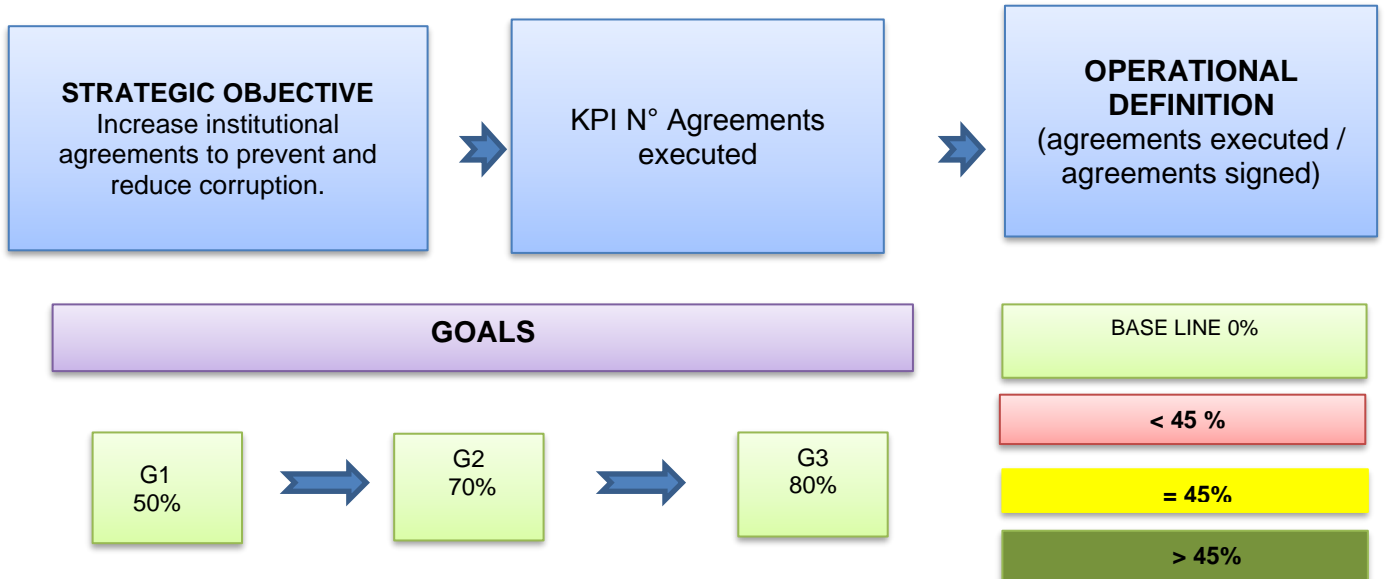 STRATEGIC OBJECTIVE
Increase institutional
agreements to prevent and
reduce corruption.
KPI N° Agreements
executed
OPERATIONAL
DEFINITION
(agreements executed /
agreements signed)
GOALS
BASE LINE 0%
< 45 %
= 45%
> 45%
G1
50%
G2
70%
G3
80%